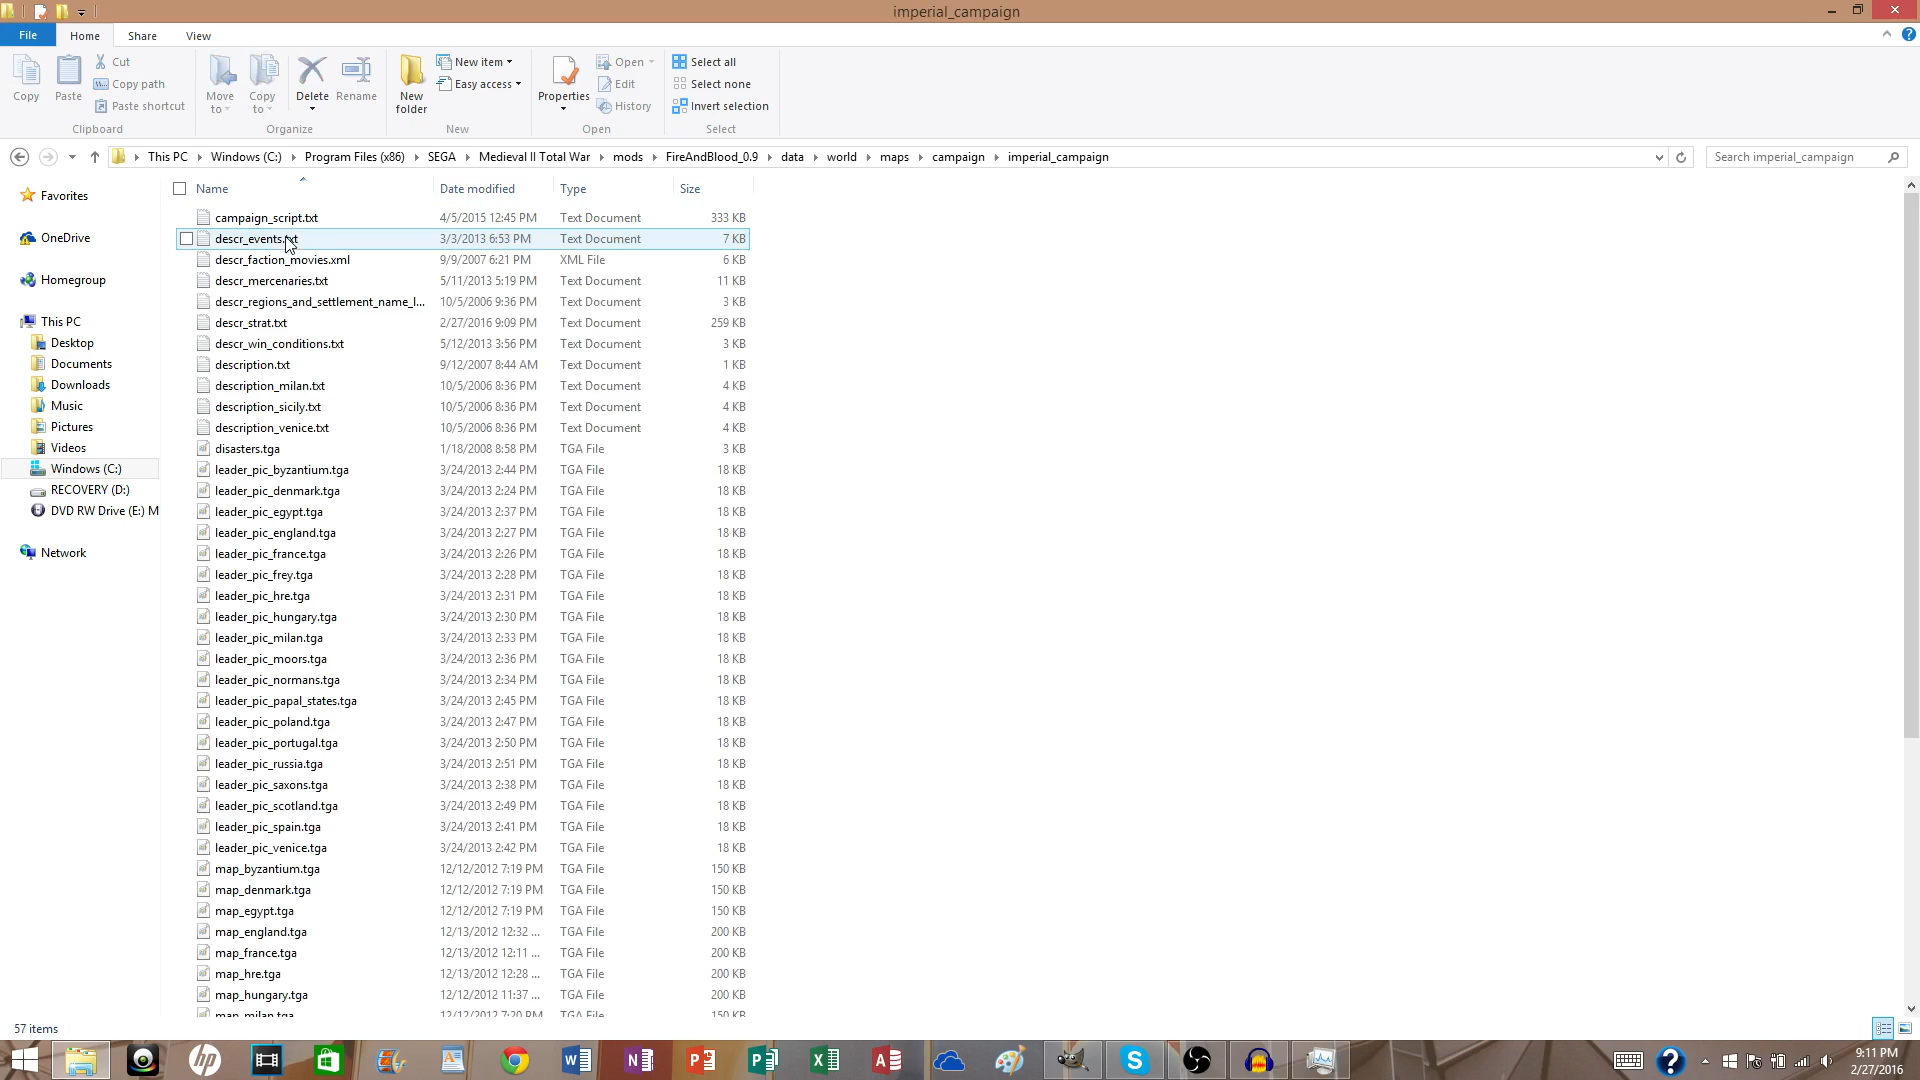 imperial_campaign
File Home Share View
Copy
Paste
Cut
Copy path
Paste shortcut
Clipboard
Move to
Copy to
Delete
Rename
Organize
New folder
New item
Easy access
New
Properties
Open
Edit
History
Open
Select all
Select none
Invert selection
Select
This PC Windows (C:) Program Files (x86) SEGA Medieval II Total War mods FireAndBlood_0.9 data world maps campaign imperial_campaign
Search imperial_campaign
Favorites
OneDrive
Homegroup
This PC
Desktop
Documents
Downloads
Music
Pictures
Videos
Windows (C:)
RECOVERY (D:)
DVD RW Drive (E:) M
Network
Name Date modified Type Size
campaign_script.txt 4/5/2015 12:45 PM Text Document 333 KB
descr_events.txt 3/3/2013 6:53 PM Text Document 7 KB
descr_faction_movies.xml 9/9/2007 6:21 PM XML File 6 KB
descr_mercenaries.txt 5/11/2013 5:19 PM Text Document 11 KB
descr_regions_and_settlement_name_l... 10/5/2006 9:36 PM Text Document 3 KB
descr_strat.txt 2/27/2016 9:09 PM Text Document 259 KB
descr_win_conditions.txt 5/12/2013 3:56 PM Text Document 3 KB
description.txt 9/12/2007 8:44 AM Text Document 1 KB
description_milan.txt 10/5/2006 8:36 PM Text Document 4 KB
description_sicily.txt 10/5/2006 8:36 PM Text Document 4 KB
description_venice.txt 10/5/2006 8:36 PM Text Document 4 KB
disasters.tga 1/18/2008 8:58 PM TGA File 3 KB
leader_pic_byzantium.tga 3/24/2013 2:44 PM TGA File 18 KB
leader_pic_denmark.tga 3/24/2013 2:24 PM TGA File 18 KB
leader_pic_egypt.tga 3/24/2013 2:37 PM TGA File 18 KB
leader_pic_england.tga 3/24/2013 2:27 PM TGA File 18 KB
leader_pic_france.tga 3/24/2013 2:26 PM TGA File 18 KB
leader_pic_frey.tga 3/24/2013 2:28 PM TGA File 18 KB
leader_pic_hre.tga 3/24/2013 2:31 PM TGA File 18 KB
leader_pic_hungary.tga 3/24/2013 2:30 PM TGA File 18 KB
leader_pic_milan.tga 3/24/2013 2:33 PM TGA File 18 KB
leader_pic_moors.tga 3/24/2013 2:36 PM TGA File 18 KB
leader_pic_normans.tga 3/24/2013 2:34 PM TGA File 18 KB
leader_pic_papal_states.tga 3/24/2013 2:45 PM TGA File 18 KB
leader_pic_poland.tga 3/24/2013 2:47 PM TGA File 18 KB
leader_pic_portugal.tga 3/24/2013 2:50 PM TGA File 18 KB
leader_pic_russia.tga 3/24/2013 2:51 PM TGA File 18 KB
leader_pic_saxons.tga 3/24/2013 2:38 PM TGA File 18 KB
leader_pic_scotland.tga 3/24/2013 2:49 PM TGA File 18 KB
leader_pic_spain.tga 3/24/2013 2:41 PM TGA File 18 KB
leader_pic_venice.tga 3/24/2013 2:42 PM TGA File 18 KB
map_byzantium.tga 12/12/2012 7:19 PM TGA File 150 KB
map_denmark.tga 12/12/2012 7:19 PM TGA File 150 KB
map_egypt.tga 12/12/2012 7:19 PM TGA File 150 KB
map_england.tga 12/13/2012 12:32 ... TGA File 200 KB
map_france.tga 12/13/2012 12:11 ... TGA File 200 KB
map_hre.tga 12/13/2012 12:28 ... TGA File 200 KB
map_hungary.tga 12/12/2012 11:37 ... TGA File 200 KB
map_milan.tga 12/12/2012 7:20 PM TGA File 150 KB
57 items
9:11 PM
2/27/2016